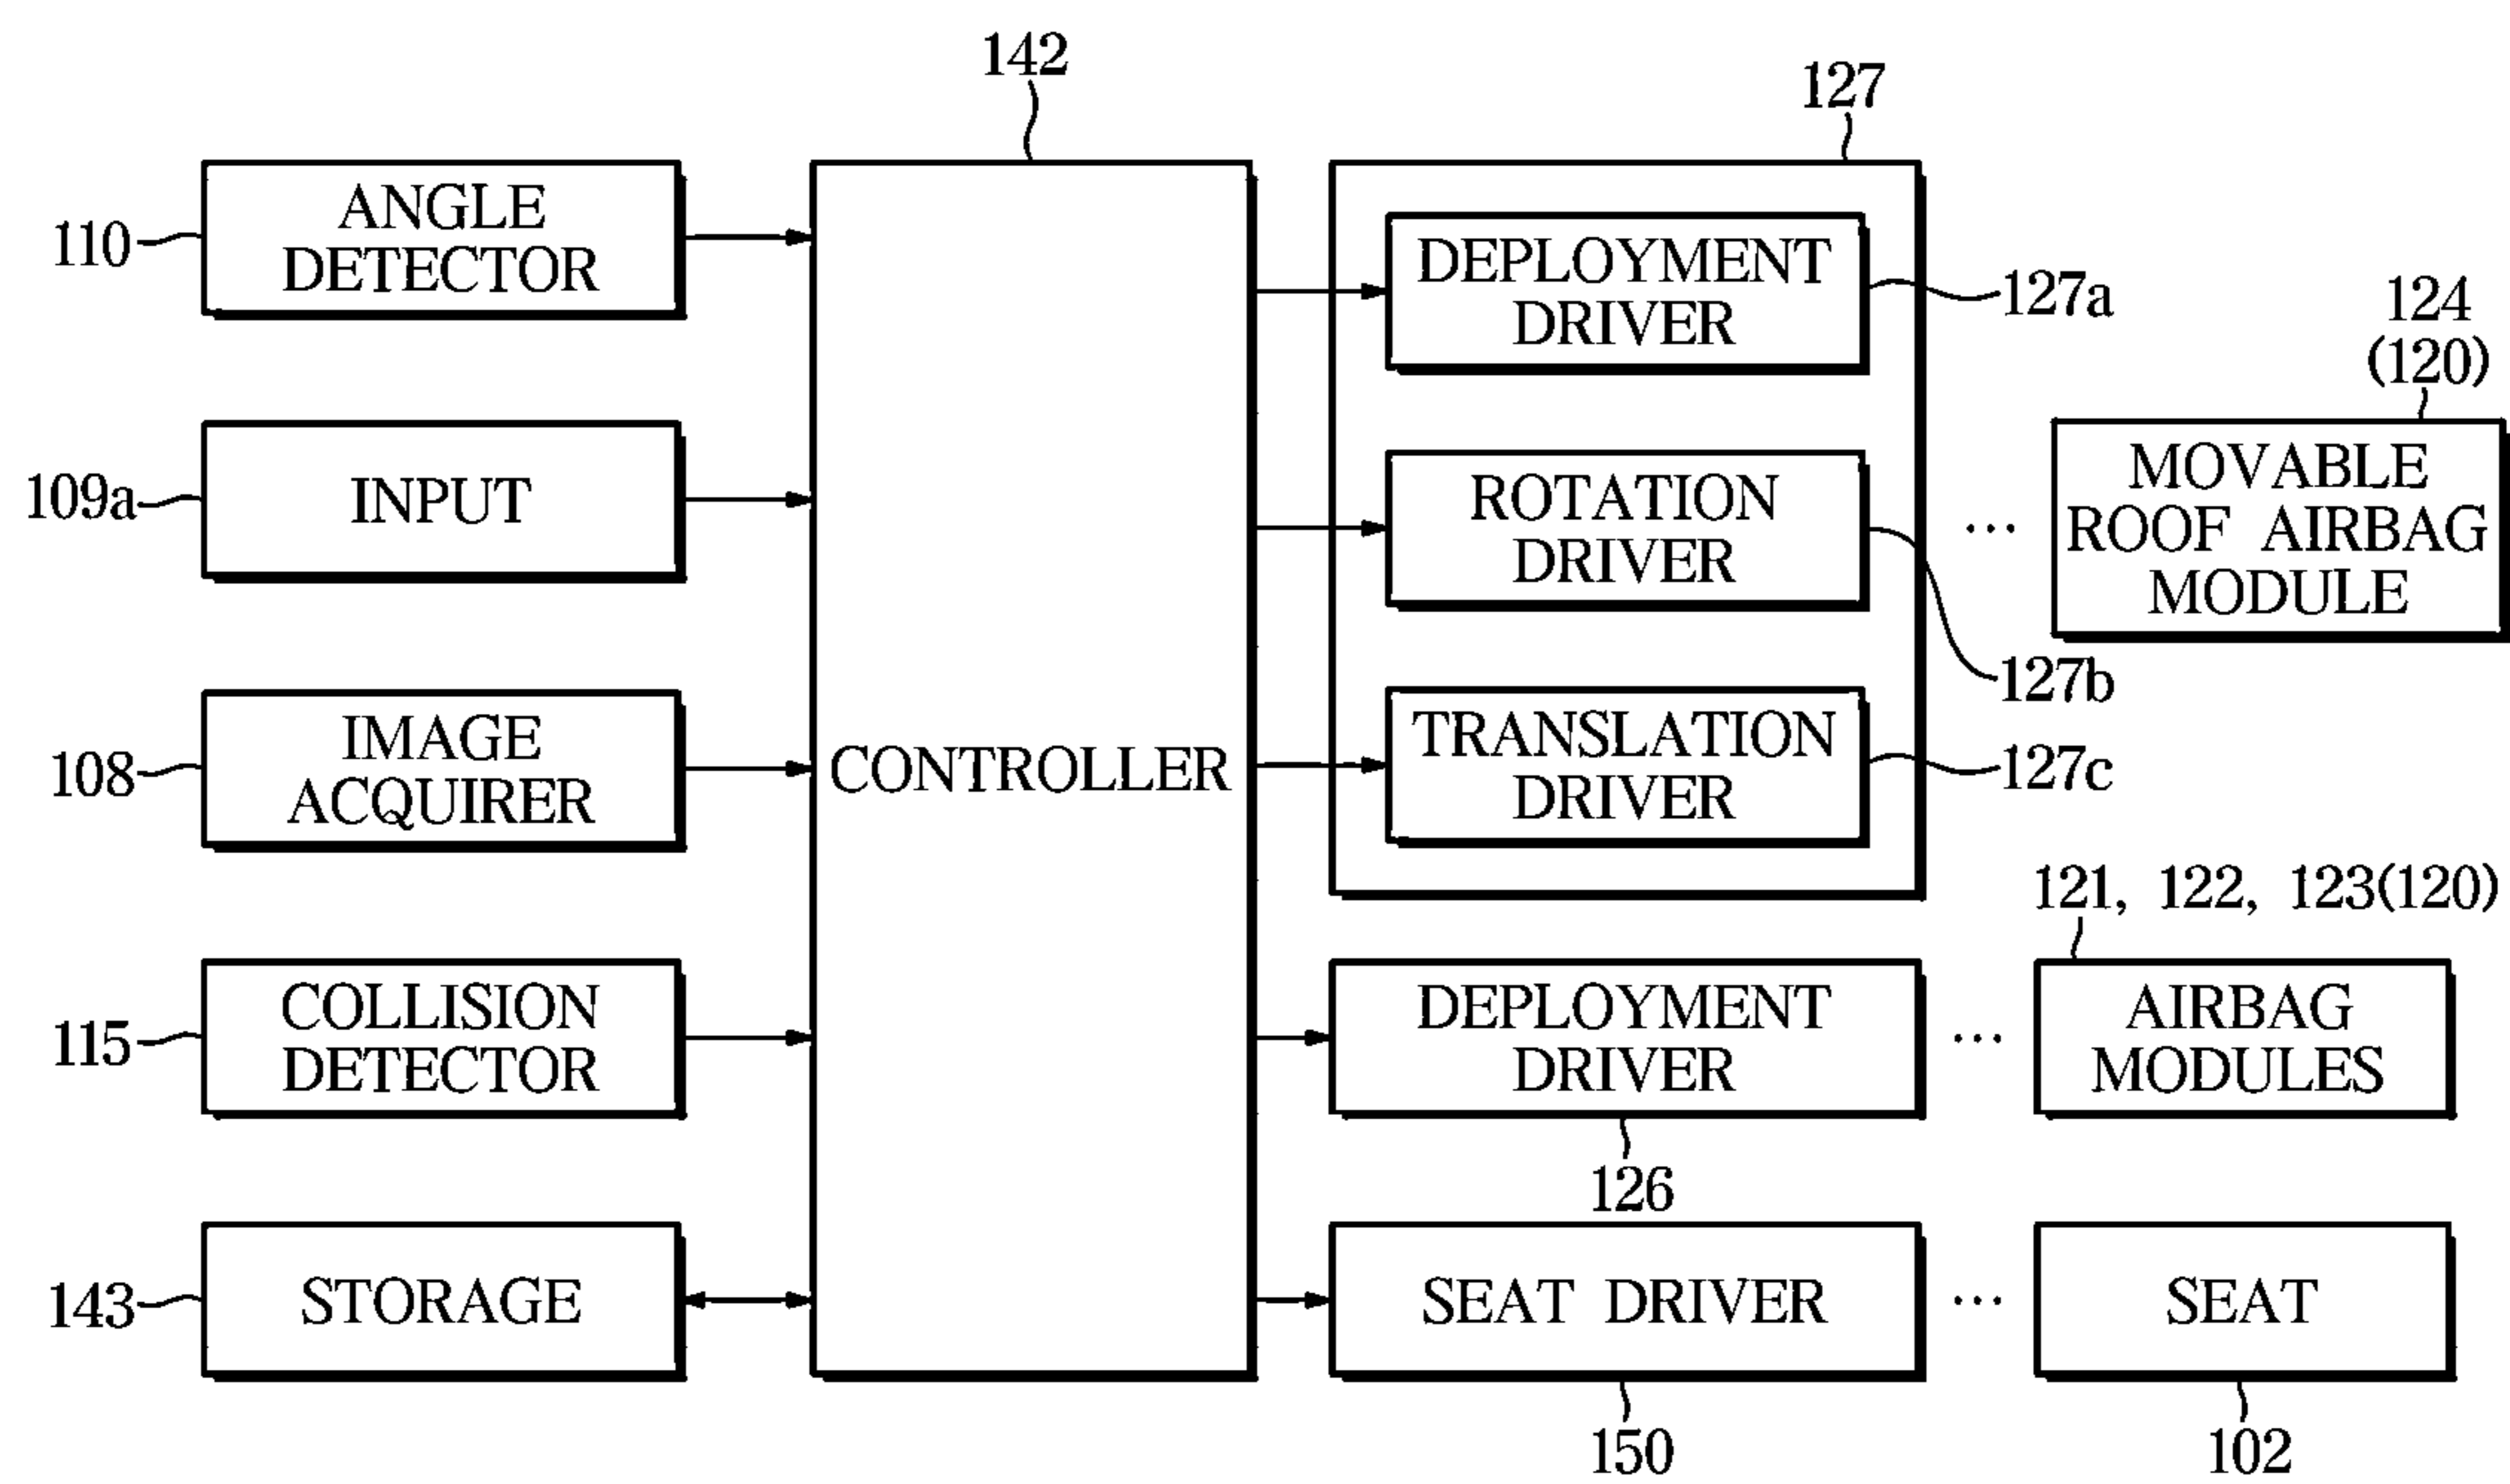 142
127
110
ANGLE
DETECTOR
DEPLOYMENT
DRIVER
127a
124
(120)
109a
INPUT
ROTATION
DRIVER
127b
...
MOVABLE
ROOF AIRBAG
MODULE
108
IMAGE
ACQUIRER
CONTROLLER
TRANSLATION
DRIVER
127c
121, 122, 123(120)
115
COLLISION
DETECTOR
DEPLOYMENT
DRIVER
126
...
AIRBAG
MODULES
143
STORAGE
SEAT DRIVER
150
...
SEAT
102